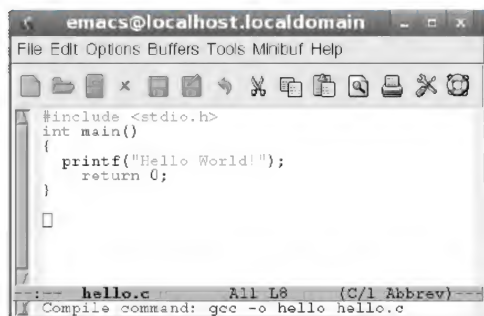 emacs@localhost.localdomain
File Edit Options Buffers Tools Minibuf Help
#include <stdio.h>
int main()
{
  printf("Hello World!");
    return 0;
}
--:--  hello.c  All L8  (C/l Abbrev)---
Compile command: gcc -o hello hello.c